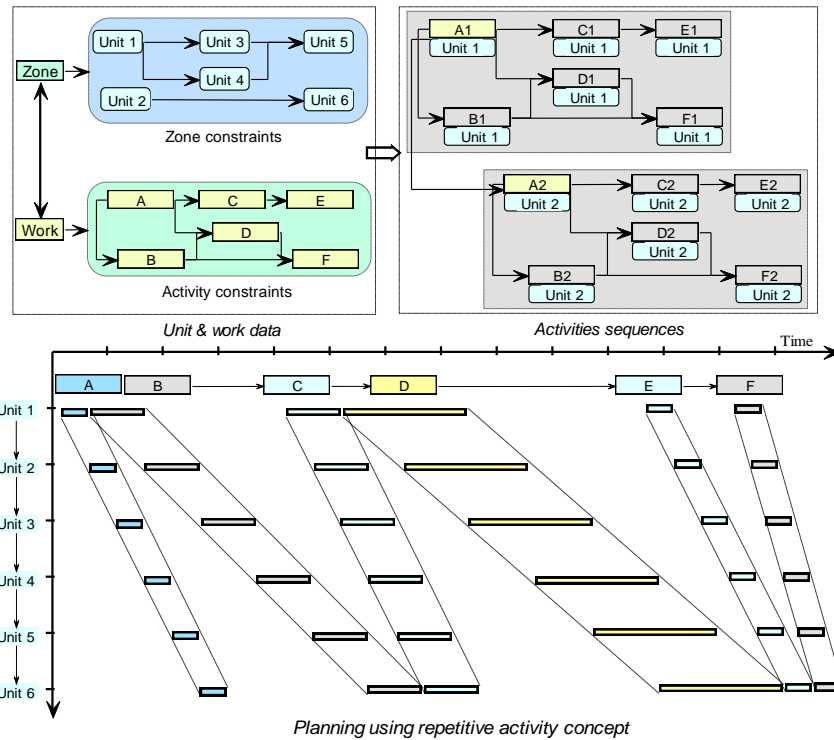 Unit 1
Unit 3
Unit 5
Unit 4
Unit 2
Unit 6
Zone
Zone constraints
A
C
E
D
B
F
Work
Activity constraints
Unit & work data
A1
Unit 1
C1
Unit 1
E1
Unit 1
D1
Unit 1
B1
Unit 1
F1
Unit 1
A2
Unit 2
C2
Unit 2
E2
Unit 2
D2
Unit 2
B2
Unit 2
F2
Unit 2
Activities sequences
Time
A B C D E F
Unit 1
Unit 2
Unit 3
Unit 4
Unit 5
Unit 6
Planning using repetitive activity concept